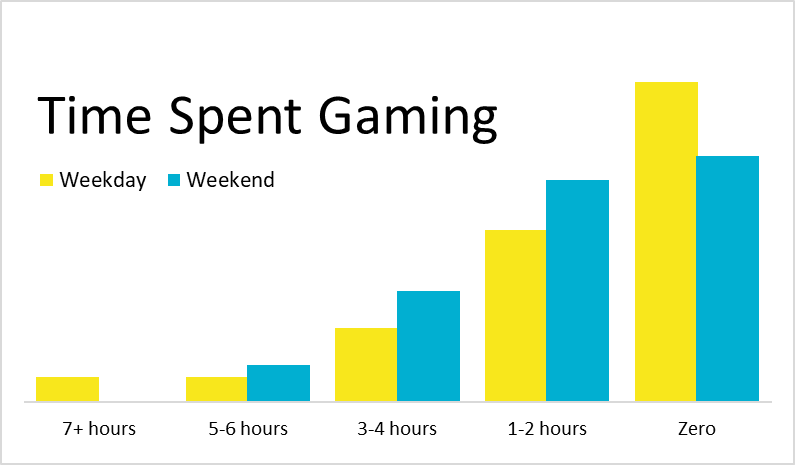 Time Spent Gaming
Weekday Weekend
7+ hours 5-6 hours 3-4 hours 1-2 hours Zero